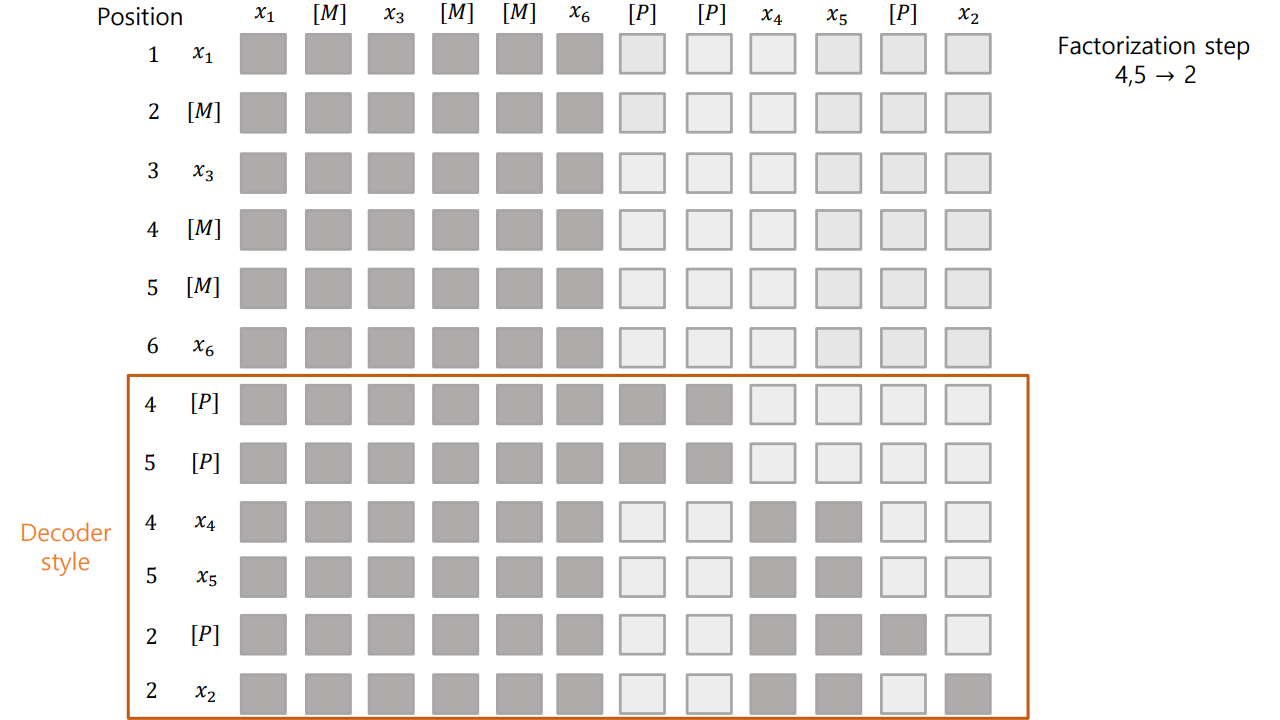 Position x₁ [M] x₃ [M] [M] x₆ [P] [P] x₄ x₅ [P] x₂
Factorization step
4,5 → 2
1 x₁
2 [M]
3 x₃
4 [M]
5 [M]
6 x₆
4 [P]
5 [P]
Decoder
style
4 x₄
5 x₅
2 [P]
2 x₂